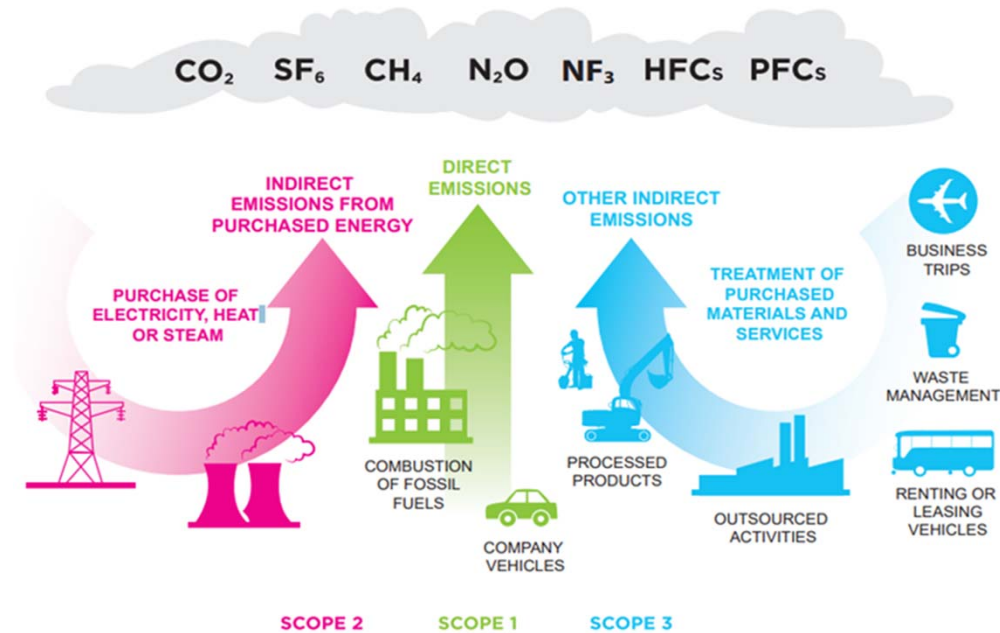 CO₂ SF₆ CH₄ N₂O NF₃ HFCs PFCs
INDIRECT
EMISSIONS FROM
PURCHASED ENERGY
DIRECT
EMISSIONS
OTHER INDIRECT
EMISSIONS
PURCHASE OF
ELECTRICITY, HEAT
OR STEAM
TREATMENT OF
PURCHASED
MATERIALS AND
SERVICES
BUSINESS
TRIPS
WASTE
MANAGEMENT
RENTING OR
LEASING
VEHICLES
COMBUSTION
OF FOSSIL
FUELS
COMPANY
VEHICLES
PROCESSED
PRODUCTS
OUTSOURCED
ACTIVITIES
SCOPE 2 SCOPE 1 SCOPE 3